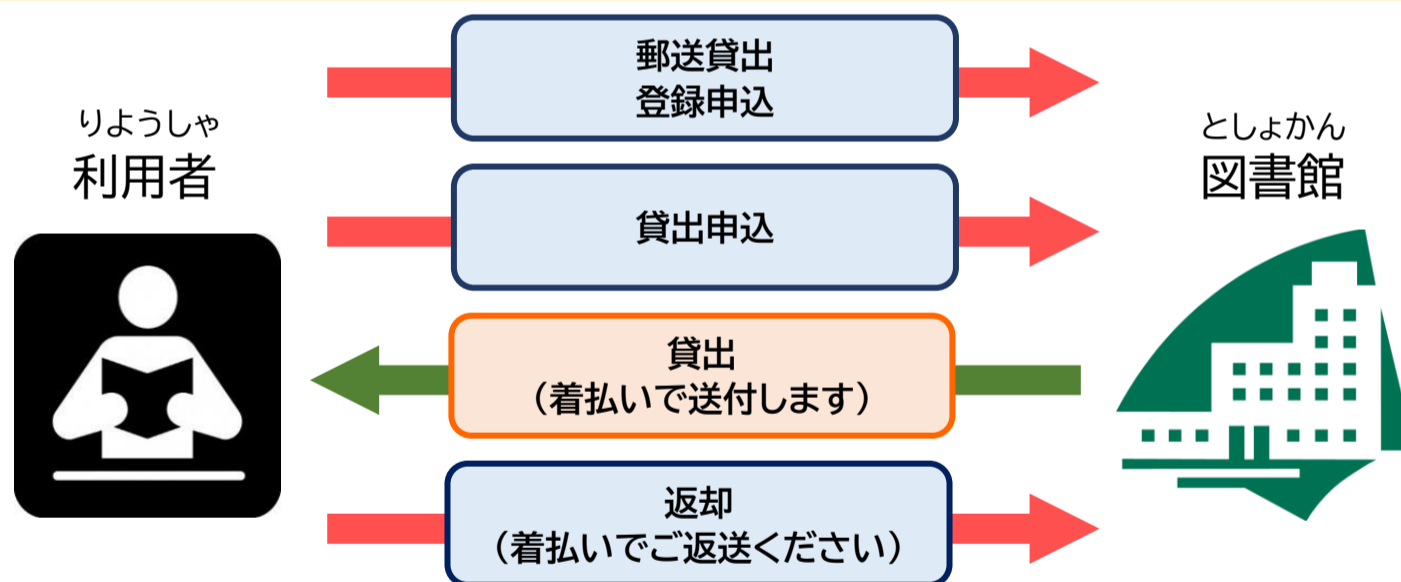 りようしゃ
利用者
郵送貸出
登録申込
貸出申込
貸出
（着払いで送付します）
返却
（着払いでご返送ください）
としょかん
図書館